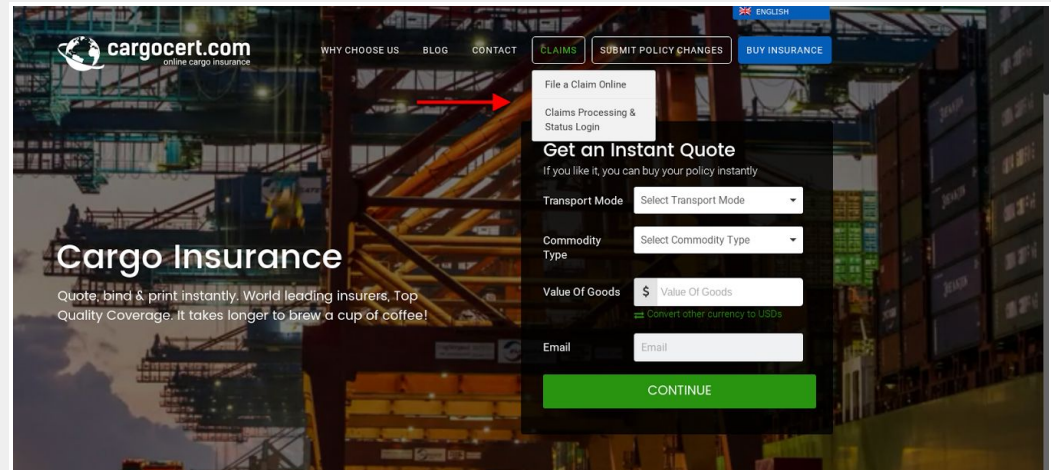 ENGLISH
cargocert.com
online cargo insurance
WHY CHOOSE US
BLOG
CONTACT
CLAIMS
SUBMIT POLICY CHANGES
BUY INSURANCE
File a Claim Online
Claims Processing &
Status Login
Get an Instant Quote
If you like it, you can buy your policy instantly
Transport Mode
Select Transport Mode
Commodity
Type
Select Commodity Type
Value Of Goods
$ Value Of Goods
Convert other currency to USDs
Email
Email
CONTINUE
Cargo Insurance
Quote, bind & print instantly. World leading insurers, Top
Quality Coverage. It takes longer to brew a cup of coffee!